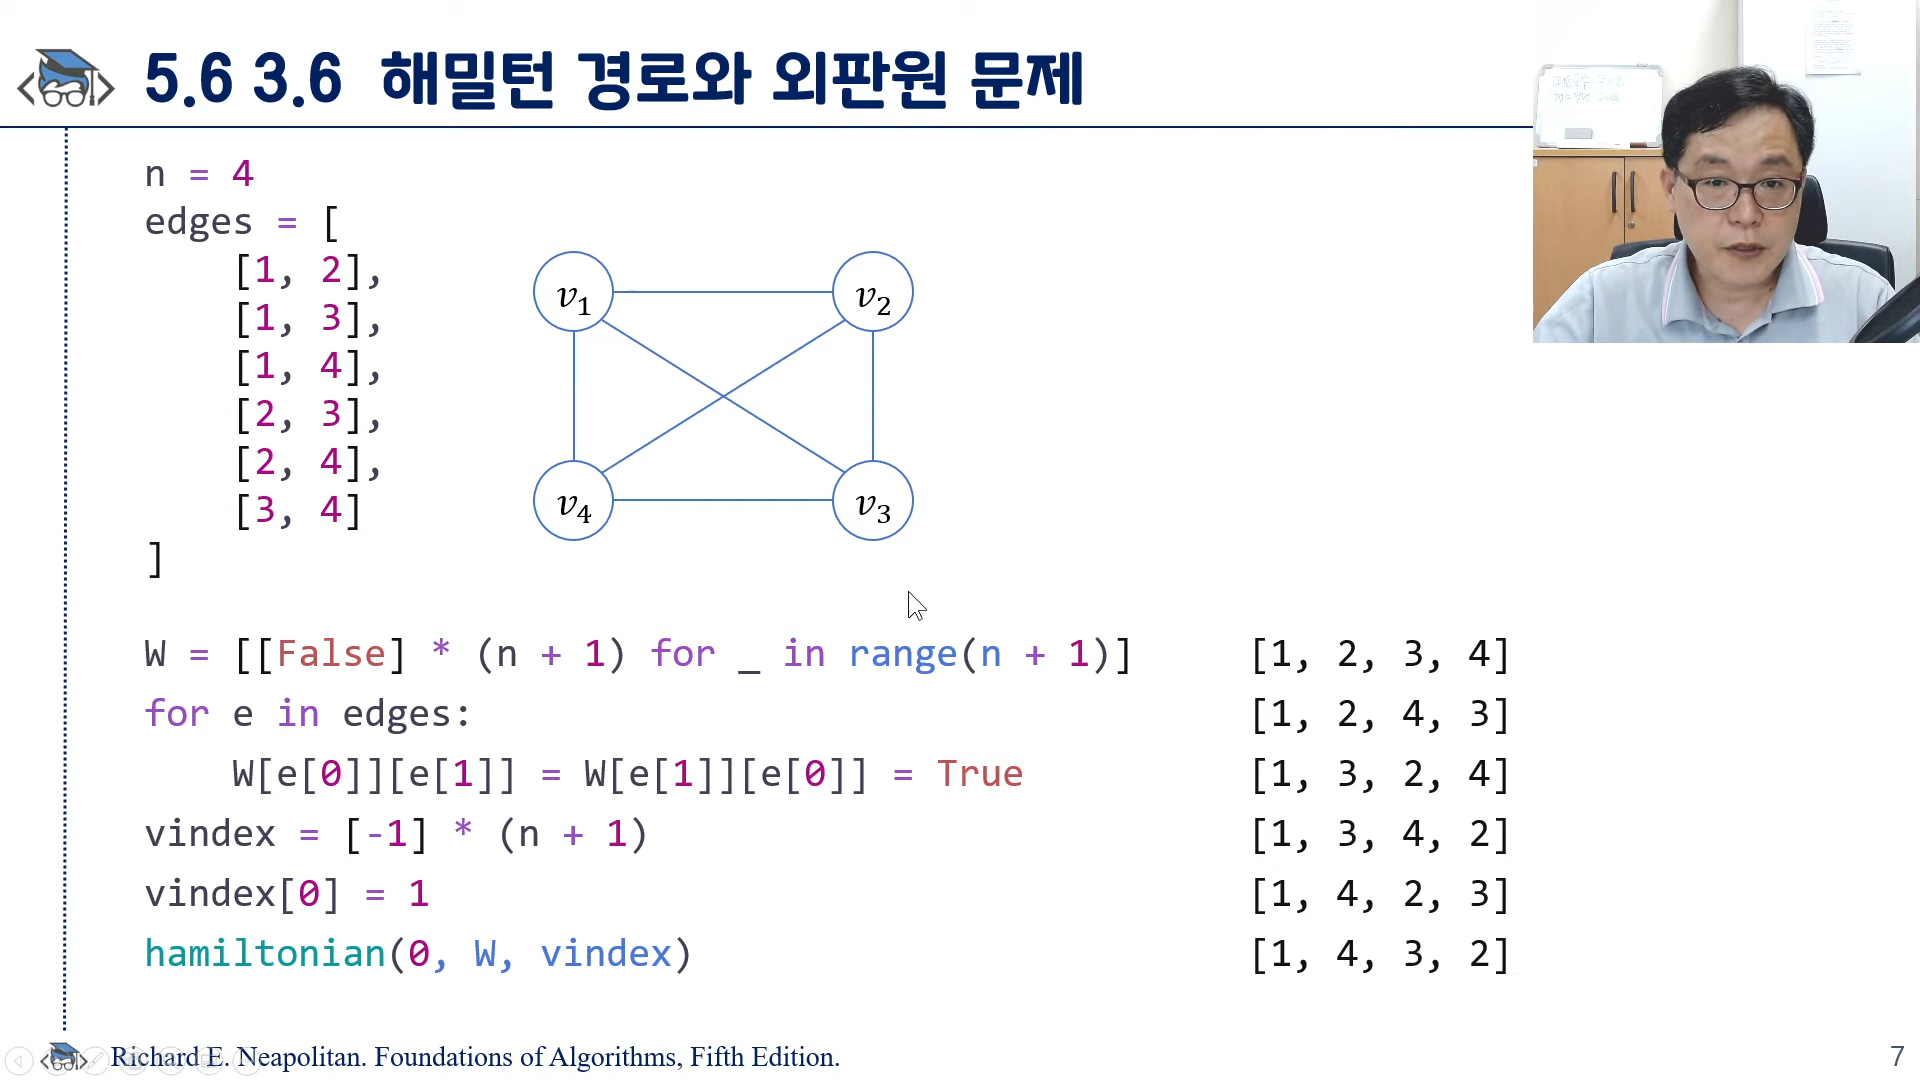 5.6 3.6 해밀턴 경로와 외판원 문제
n = 4
edges = [
[1, 2],
[1, 3],
[1, 4],
[2, 3],
[2, 4],
[3, 4]
]
v1
v2
v4
v3
W = [[False] * (n + 1) for _ in range(n + 1)]
for e in edges:
W[e[0]][e[1]] = W[e[1]][e[0]] = True
vindex = [-1] * (n + 1)
vindex[0] = 1
hamiltonian(0, W, vindex)
[1, 2, 3, 4]
[1, 2, 4, 3]
[1, 3, 2, 4]
[1, 3, 4, 2]
[1, 4, 2, 3]
[1, 4, 3, 2]
Richard E. Neapolitan. Foundations of Algorithms, Fifth Edition.
7